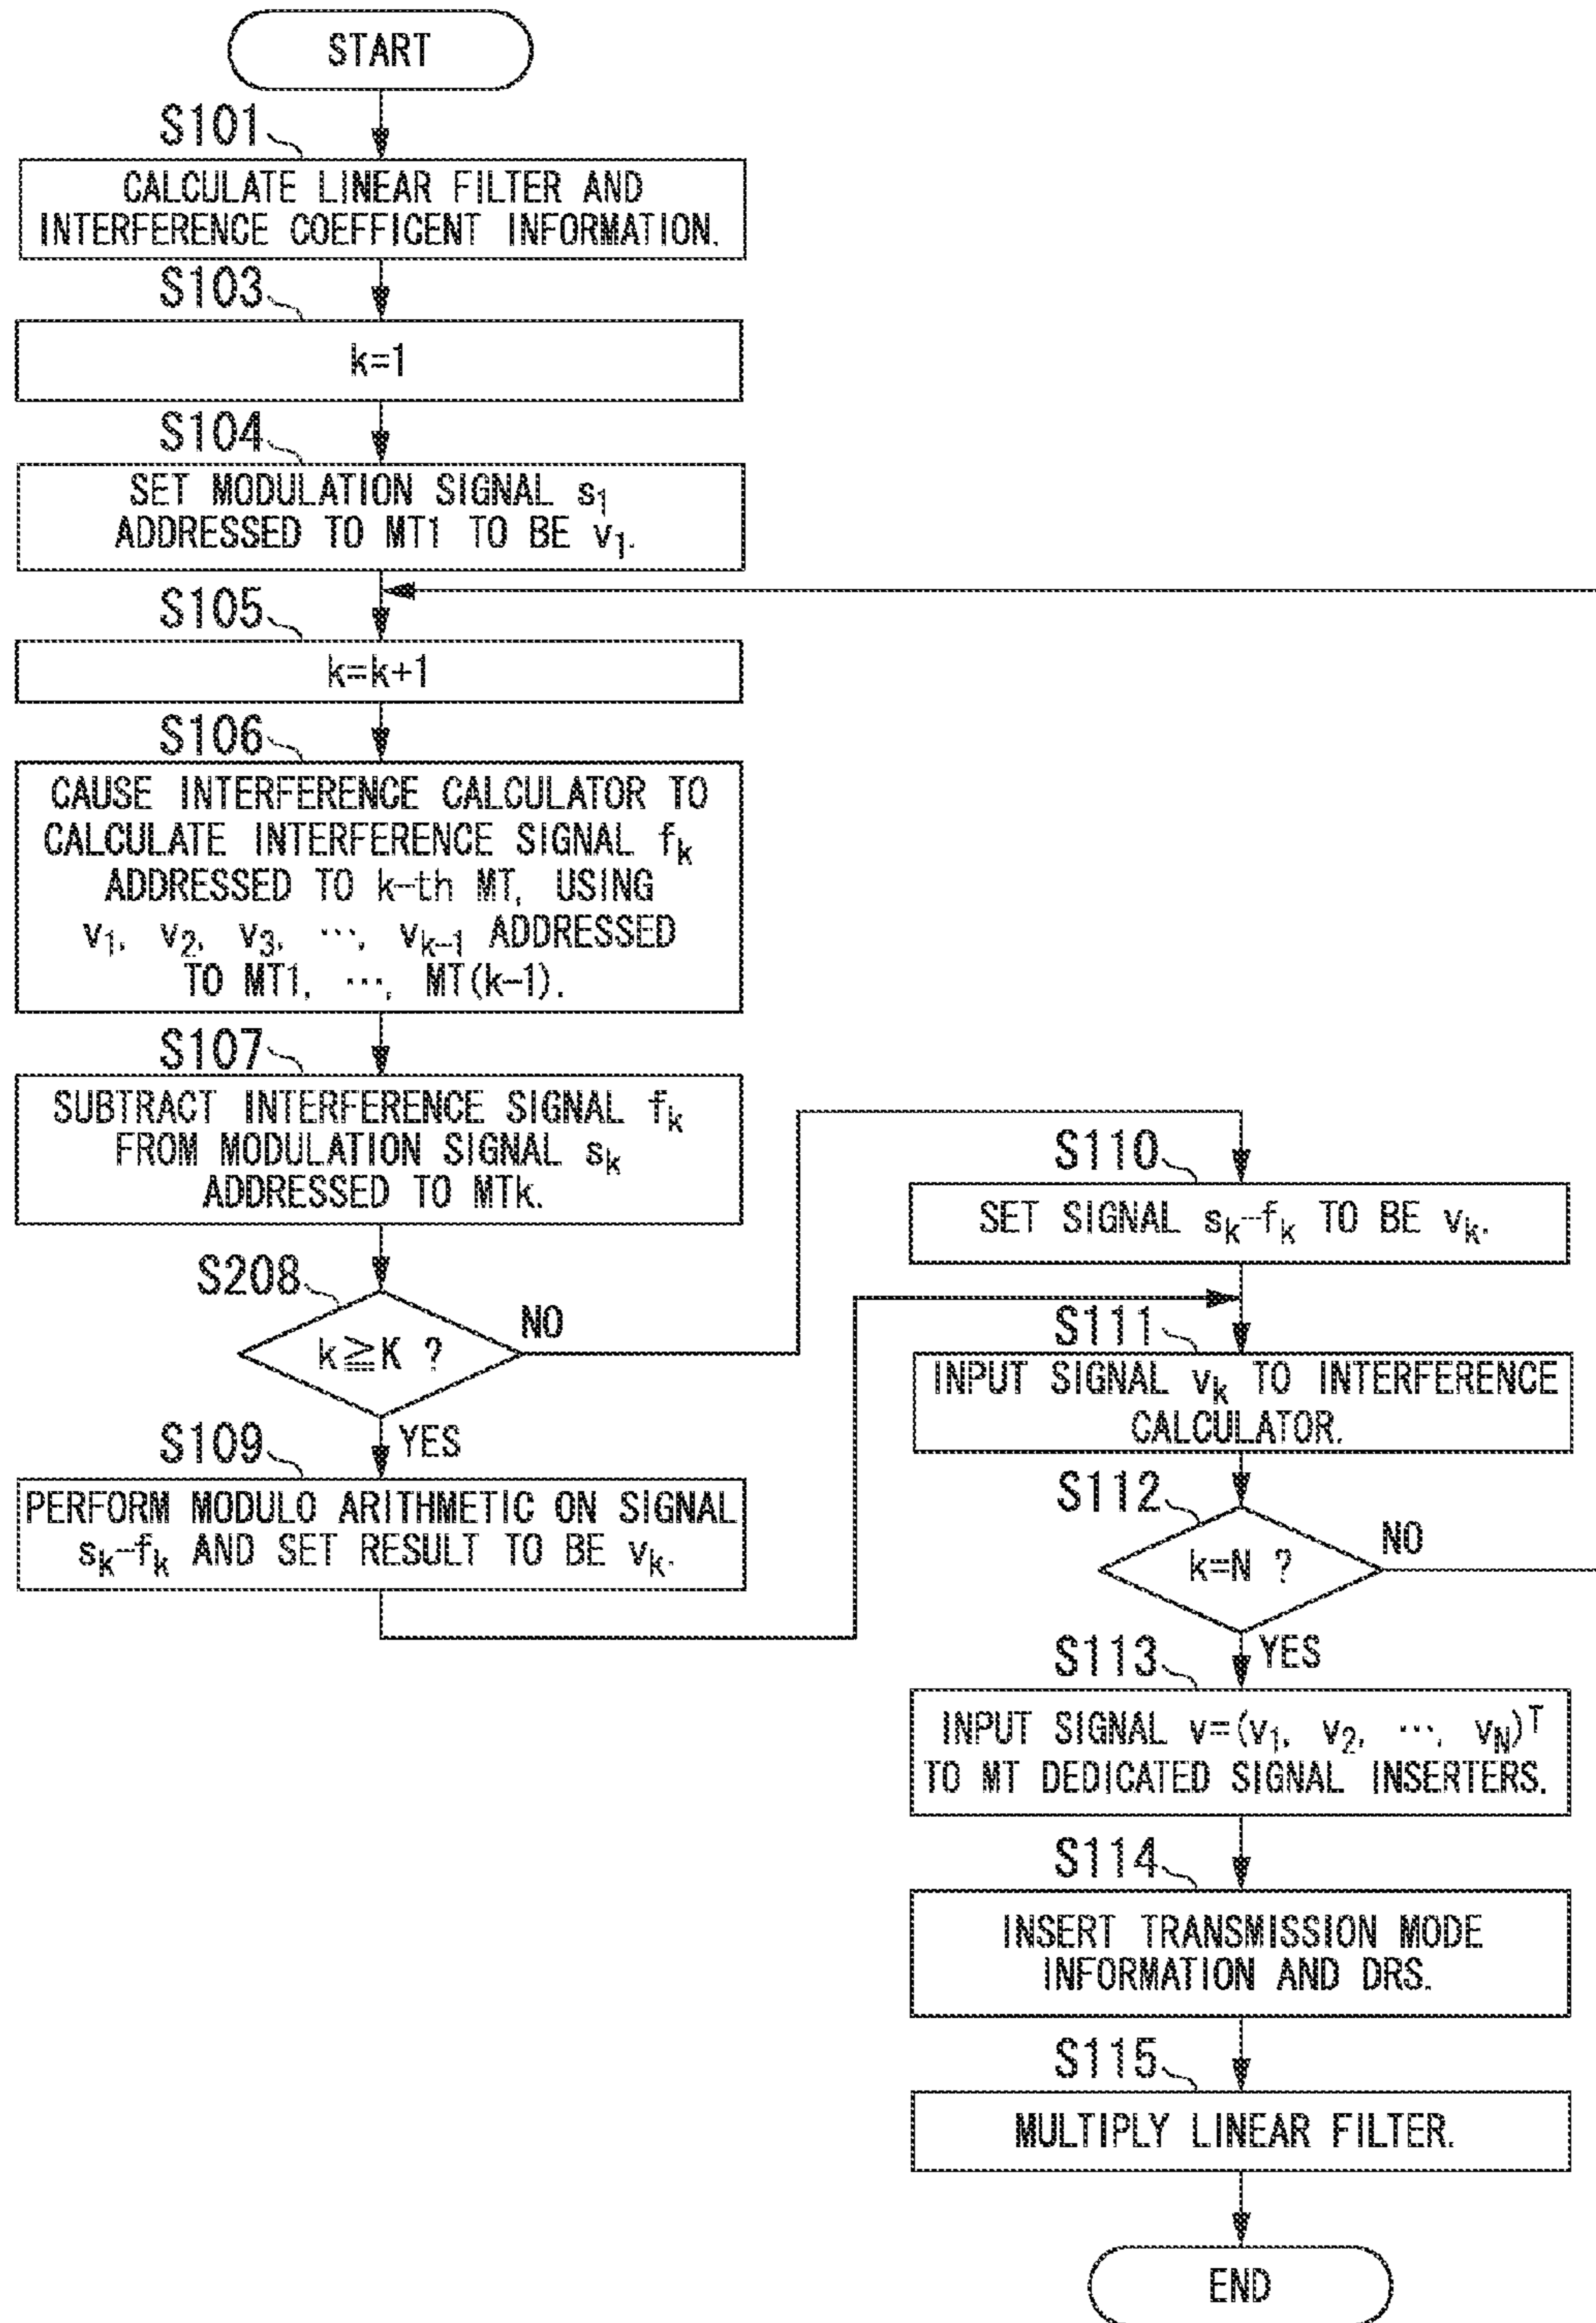 START
S101
CALCULATE LINEAR FILTER AND
INTERFERENCE COEFFICENT INFORMATION.
S103
k=1
S104
SET MODULATION SIGNAL s1
ADDRESSED TO MT1 TO BE v1.
S105
k=k+1
S106
CAUSE INTERFERENCE CALCULATOR TO
CALCULATE INTERFERENCE SIGNAL fk
ADDRESSED TO k-th MT, USING
v1, v2, v3, ···, vk-1 ADDRESSED
TO MT1, ···, MT(k-1).
S107
SUBTRACT INTERFERENCE SIGNAL fk
FROM MODULATION SIGNAL sk
ADDRESSED TO MTk.
S208
k≧K ?
NO
YES
S109
PERFORM MODULO ARITHMETIC ON SIGNAL
sk-fk AND SET RESULT TO BE vk.
S110
SET SIGNAL sk-fk TO BE vk.
S111
INPUT SIGNAL vk TO INTERFERENCE
CALCULATOR.
S112
k=N ?
NO
YES
S113
INPUT SIGNAL v=(v1, v2, ···, vN)T
TO MT DEDICATED SIGNAL INSERTERS.
S114
INSERT TRANSMISSION MODE
INFORMATION AND DRS.
S115
MULTIPLY LINEAR FILTER.
END